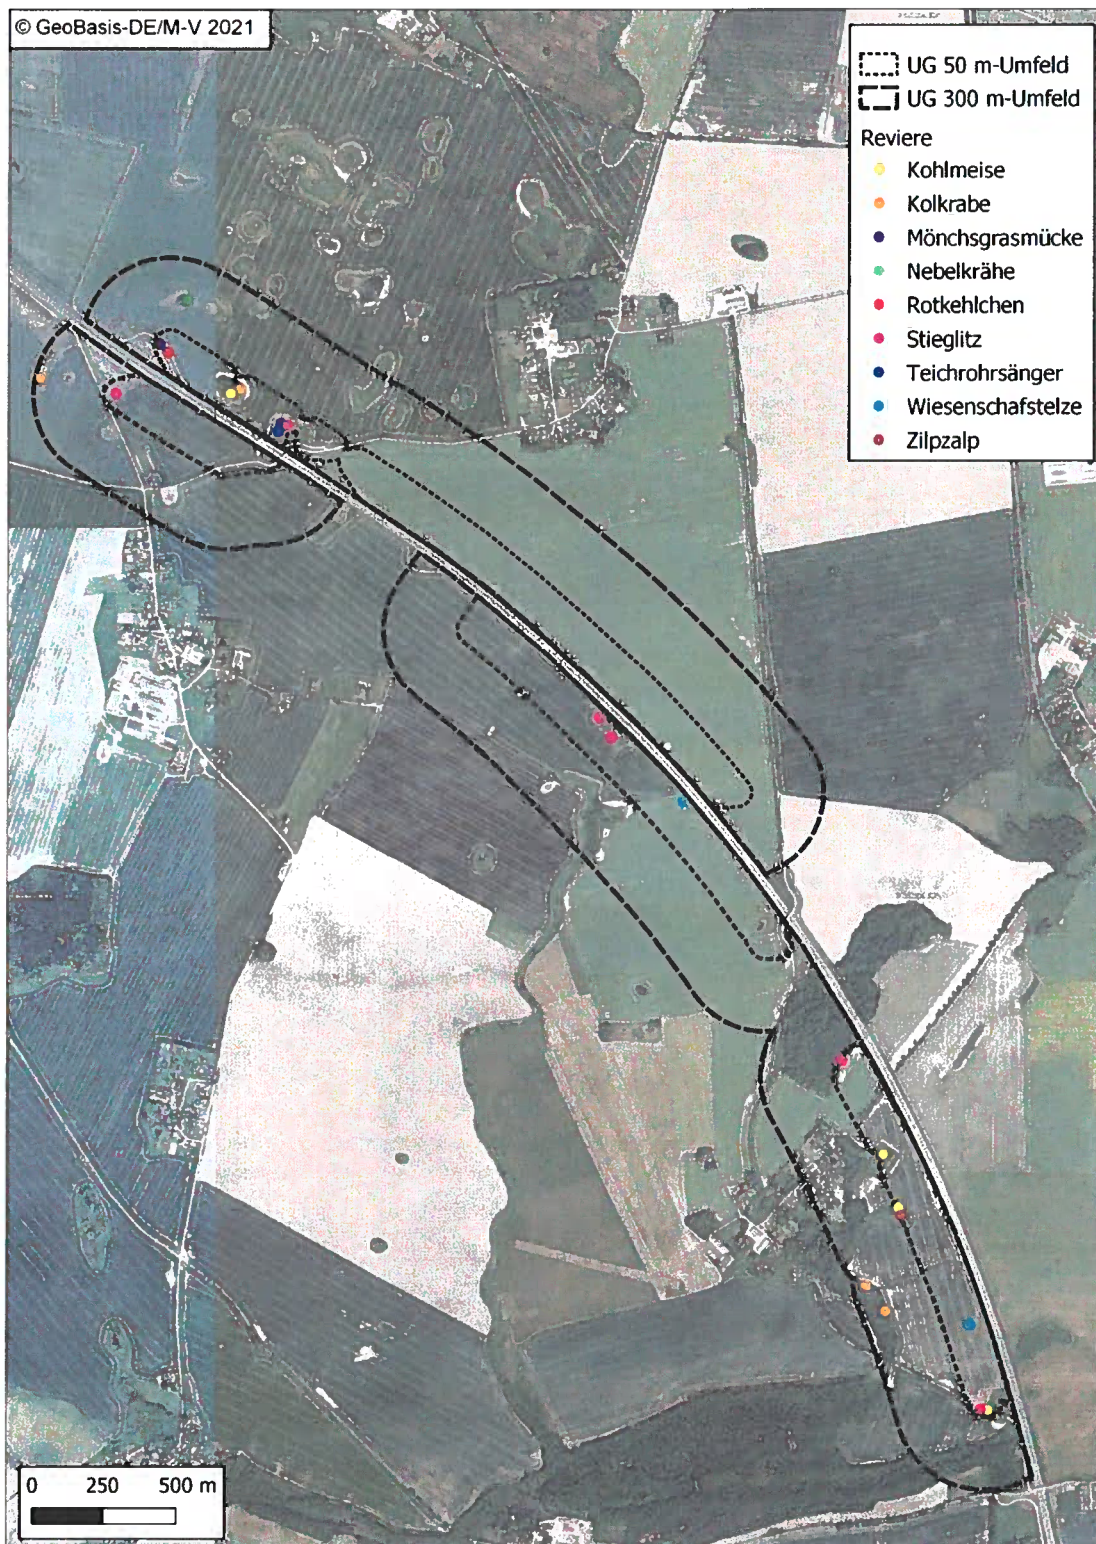 © GeoBasis-DE/M-V 2021
UG 50 m-Umfeld
UG 300 m-Umfeld
Reviere
Kohlmeise
Kolkrabe
Mönchsgrasmücke
Nebelkrähe
Rotkehlchen
Stieglitz
Teichrohrsänger
Wiesenschafstelze
Zilpzalp
0 250 500 m